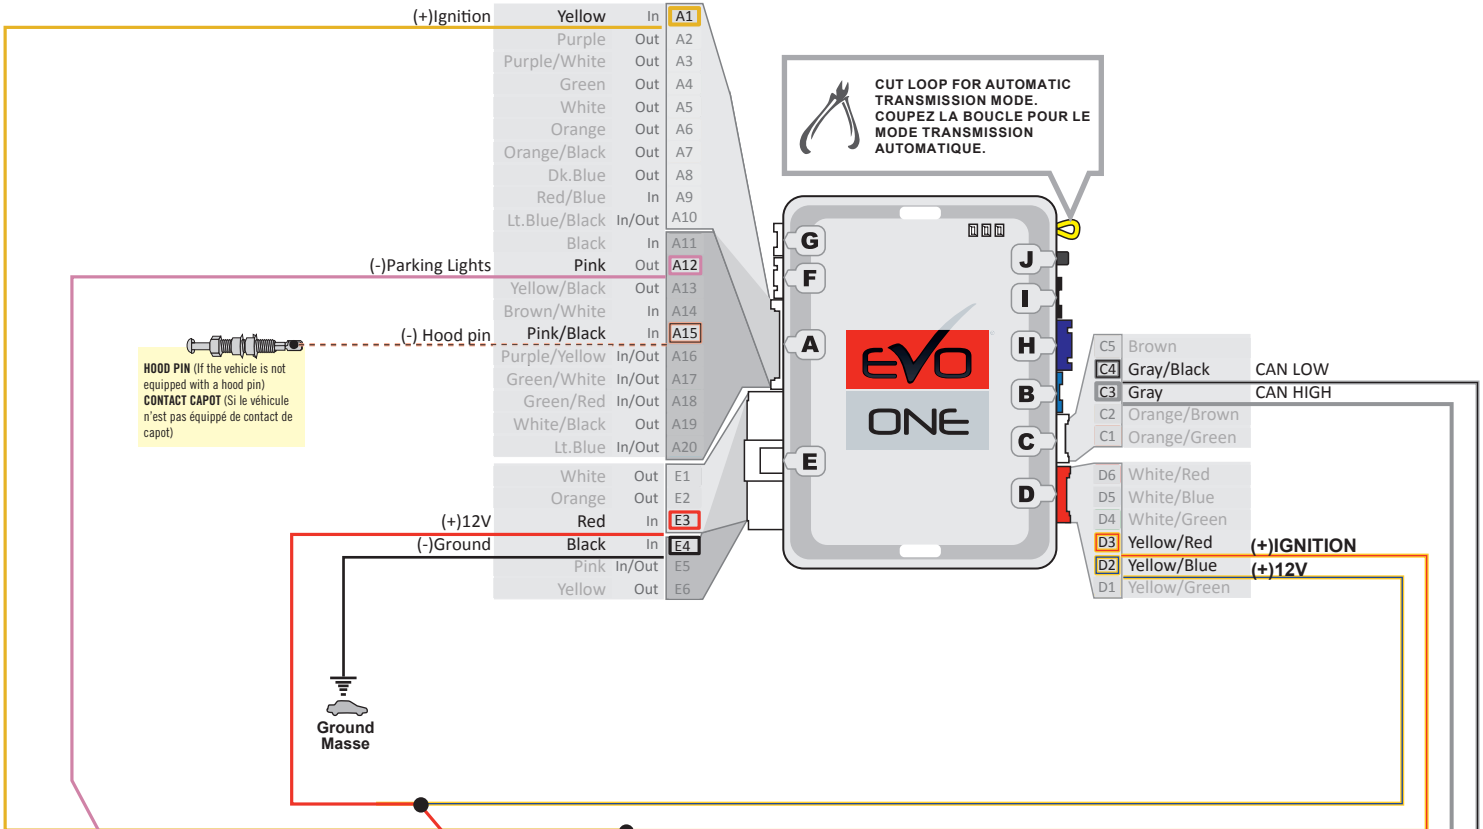 (+)Ignition Yellow In A1
Purple Out A2
Purple/White Out A3
Green Out A4
White Out A5
Orange Out A6
Orange/Black Out A7
Dk.Blue Out A8
Red/Blue In A9
Lt.Blue/Black In/Out A10
Black In A11
(-)Parking Lights Pink Out A12
Yellow/Black Out A13
Brown/White In A14
(-) Hood pin Pink/Black In A15
Purple/Yellow In/Out A16
Green/White In/Out A17
Green/Red In/Out A18
White/Black Out A19
Lt.Blue In/Out A20
HOOD PIN (If the vehicle is not
equipped with a hood pin)
CONTACT CAPOT (Si le véhicule
n'est pas équippé de contact de
capot)
White Out E1
Orange Out E2
(+)12V Red In E3
(-)Ground Black In E4
Pink In/Out E5
Yellow Out E6
Ground
Masse
CUT LOOP FOR AUTOMATIC
TRANSMISSION MODE.
COUPEZ LA BOUCLE POUR LE
MODE TRANSMISSION
AUTOMATIQUE.
G
F
A
E
J
I
H
B
C
D
EVO
ONE
C5 Brown
C4 Gray/Black CAN LOW
C3 Gray CAN HIGH
C2 Orange/Brown
C1 Orange/Green
D6 White/Red
D5 White/Blue
D4 White/Green
D3 Yellow/Red (+)IGNITION
D2 Yellow/Blue (+)12V
D1 Yellow/Green